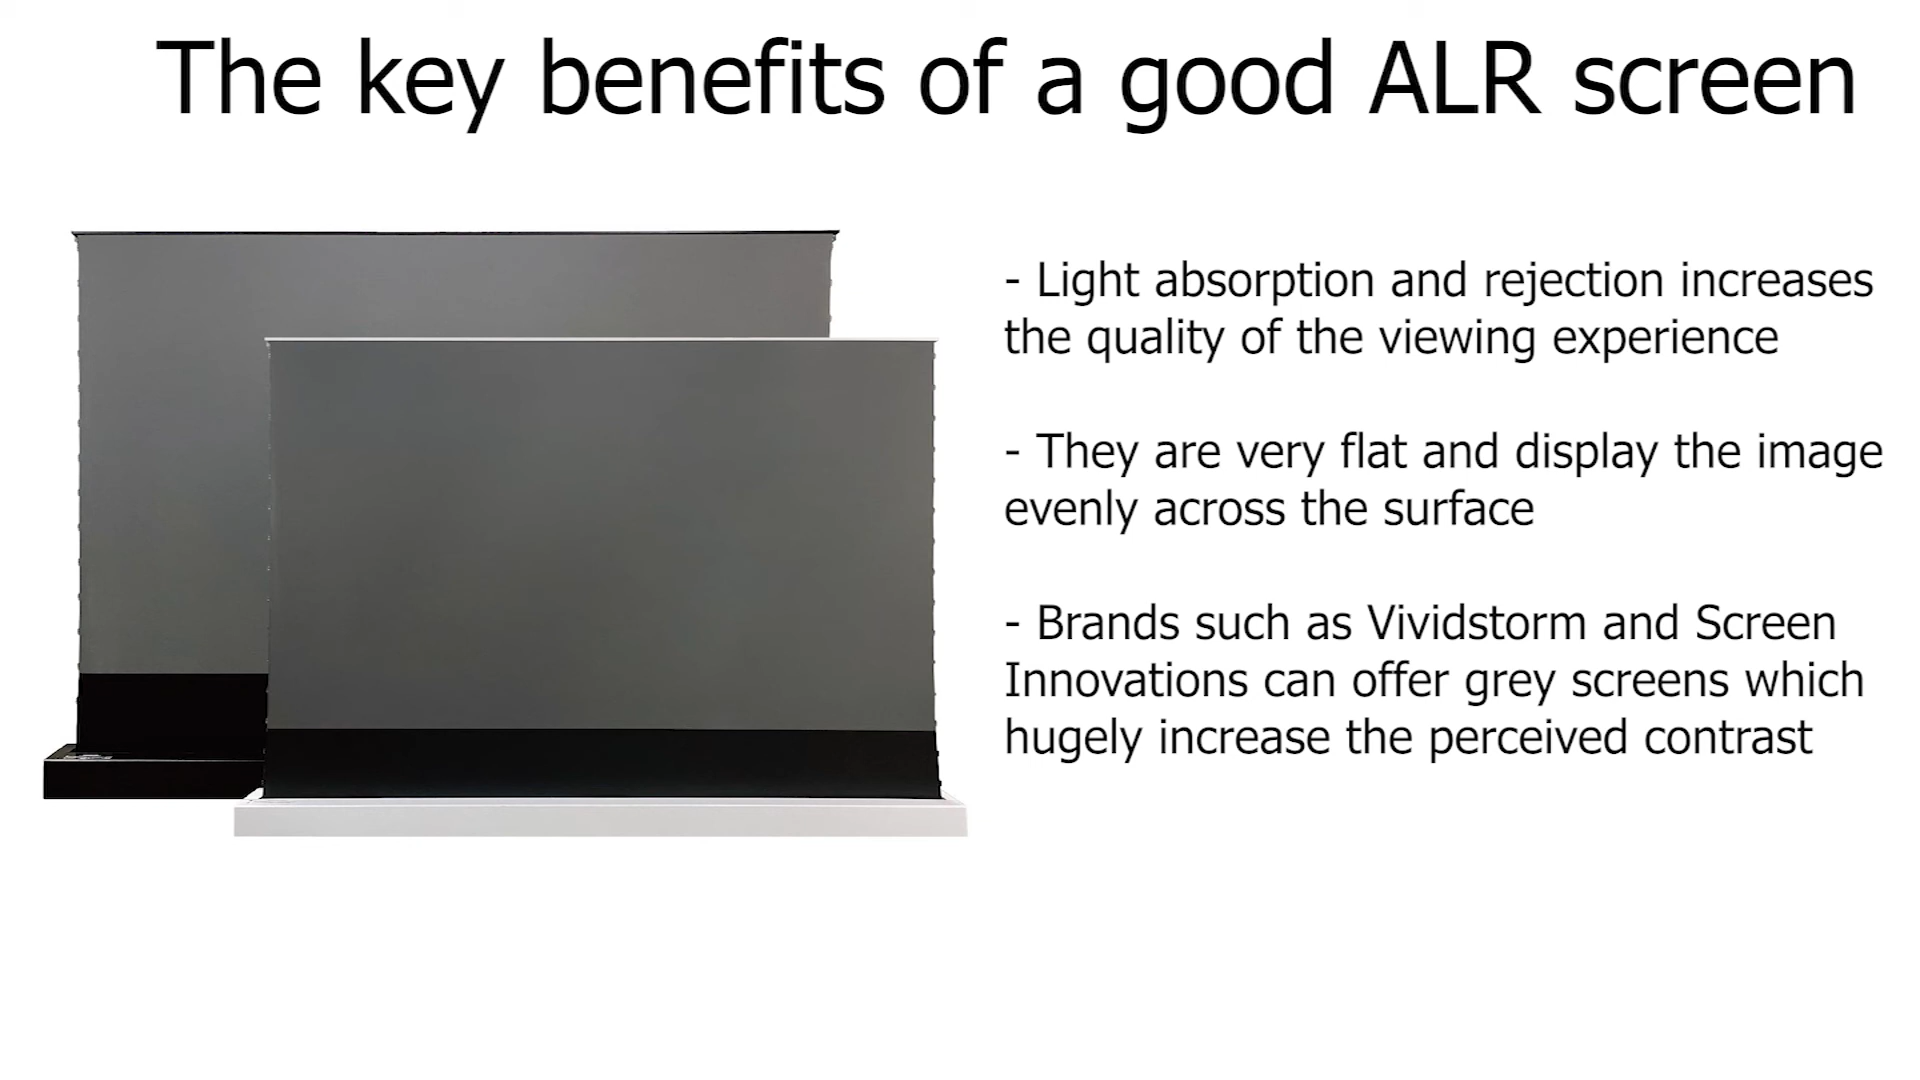 The key benefits of a good ALR screen
- Light absorption and rejection increases
the quality of the viewing experience
- They are very flat and display the image
evenly across the surface
- Brands such as Vividstorm and Screen
Innovations can offer grey screens which
hugely increase the perceived contrast